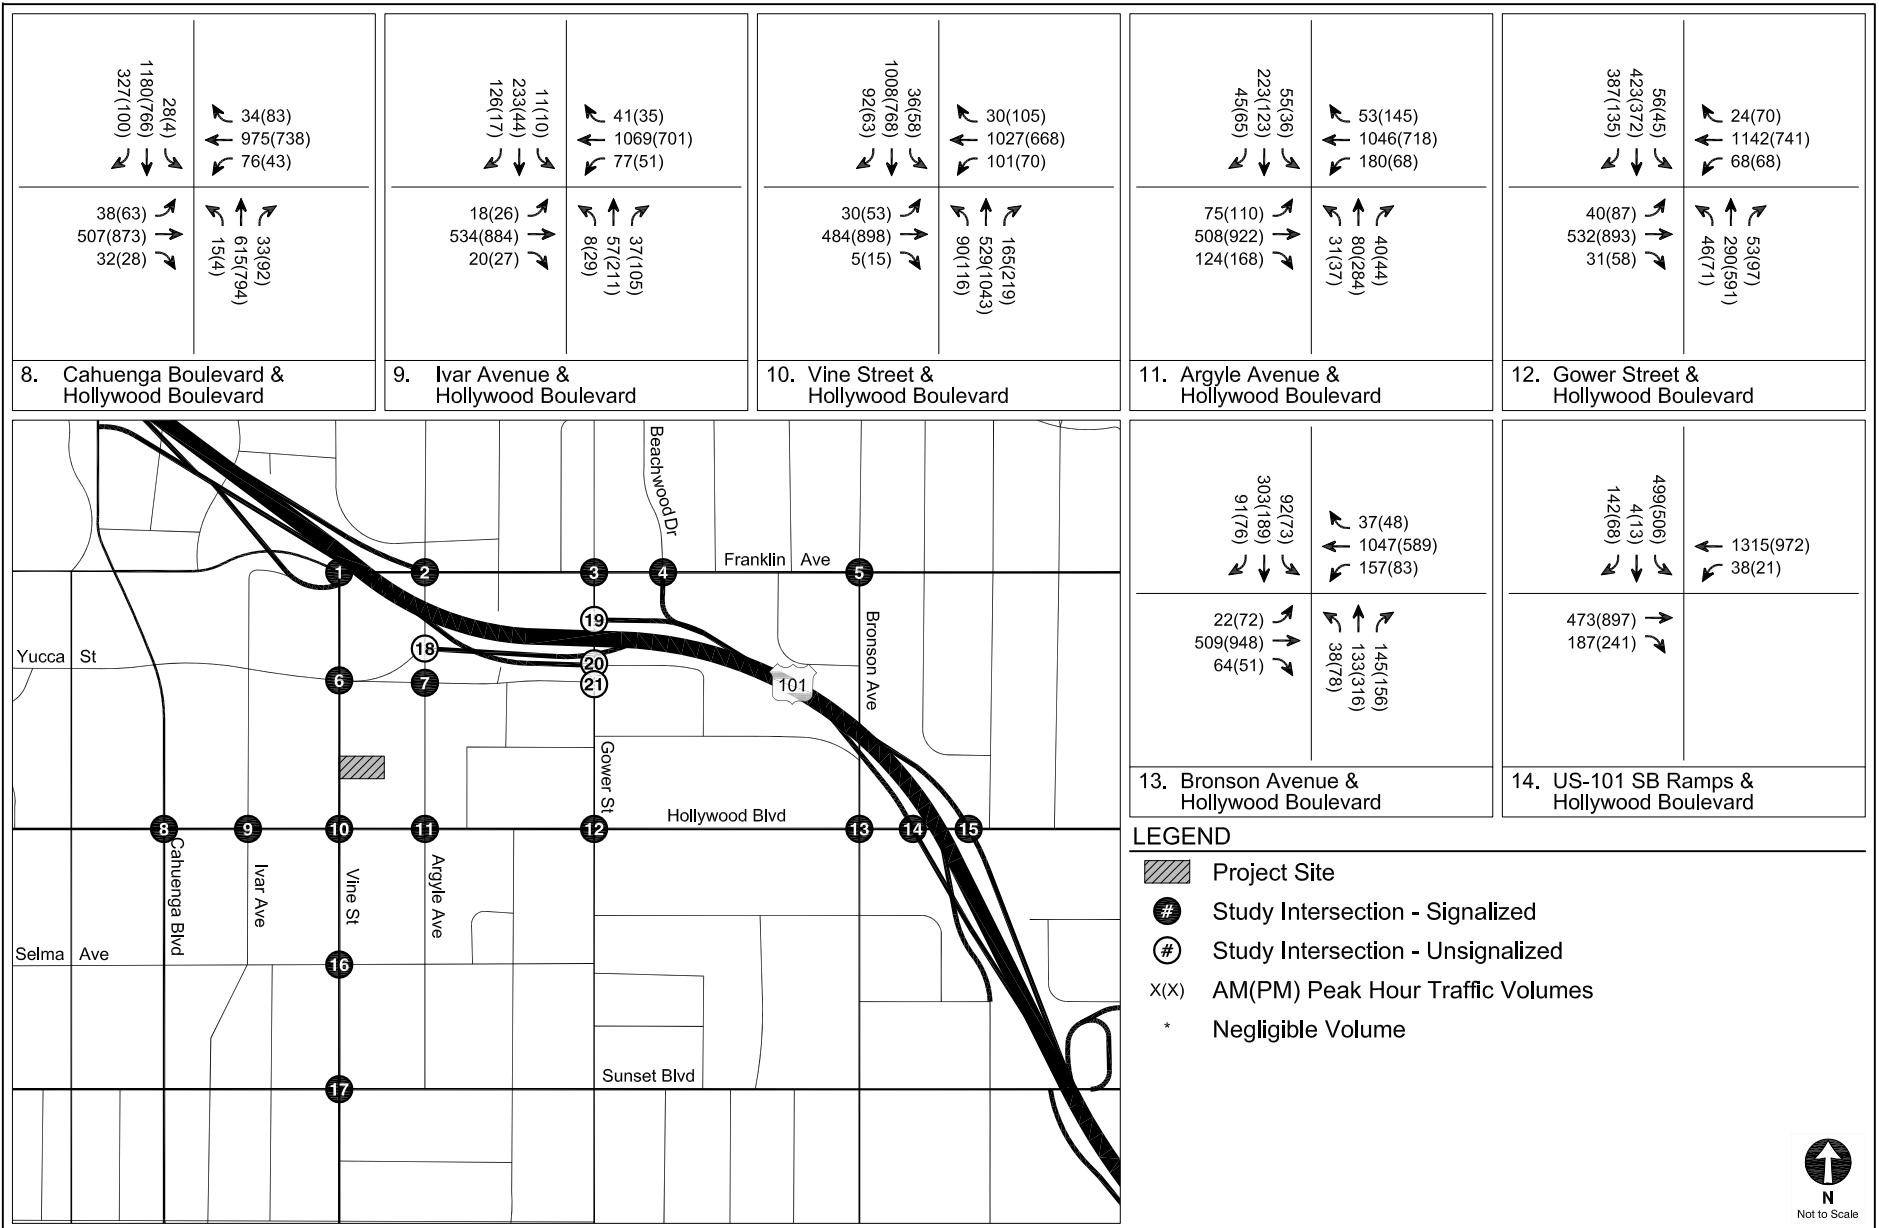 327(100)
1180(766)
28(4)
34(83)
975(738)
76(43)
38(63)
507(873)
32(28)
15(4)
615(794)
33(92)
8. Cahuenga Boulevard &
Hollywood Boulevard
126(17)
233(44)
11(10)
41(35)
1069(701)
77(51)
18(26)
534(884)
20(27)
8(29)
57(211)
37(105)
9. Ivar Avenue &
Hollywood Boulevard
92(63)
1008(768)
36(58)
30(105)
1027(668)
101(70)
30(53)
484(898)
5(15)
90(116)
529(1043)
165(219)
10. Vine Street &
Hollywood Boulevard
45(65)
223(123)
55(36)
53(145)
1046(718)
180(68)
75(110)
508(922)
124(168)
31(37)
80(284)
40(44)
11. Argyle Avenue &
Hollywood Boulevard
387(135)
423(372)
56(45)
24(70)
1142(741)
68(68)
40(87)
532(893)
31(58)
46(71)
290(591)
53(97)
12. Gower Street &
Hollywood Boulevard
91(76)
303(189)
92(73)
37(48)
1047(589)
157(83)
22(72)
509(948)
64(51)
38(78)
133(316)
145(156)
13. Bronson Avenue &
Hollywood Boulevard
142(68)
4(13)
499(506)
1315(972)
38(21)
473(897)
187(241)
14. US-101 SB Ramps &
Hollywood Boulevard
Beachwood Dr
Franklin Ave
1
2
3
4
5
19
Bronson Ave
Yucca St
18
20
21
101
6
7
Gower St
Hollywood Blvd
8
9
10
11
12
13
14
15
Cahuenga Blvd
Ivar Ave
Vine St
Argyle Ave
Selma Ave
16
Sunset Blvd
17
LEGEND
Project Site
# Study Intersection - Signalized
# Study Intersection - Unsignalized
X(X) AM(PM) Peak Hour Traffic Volumes
* Negligible Volume
N
Not to Scale